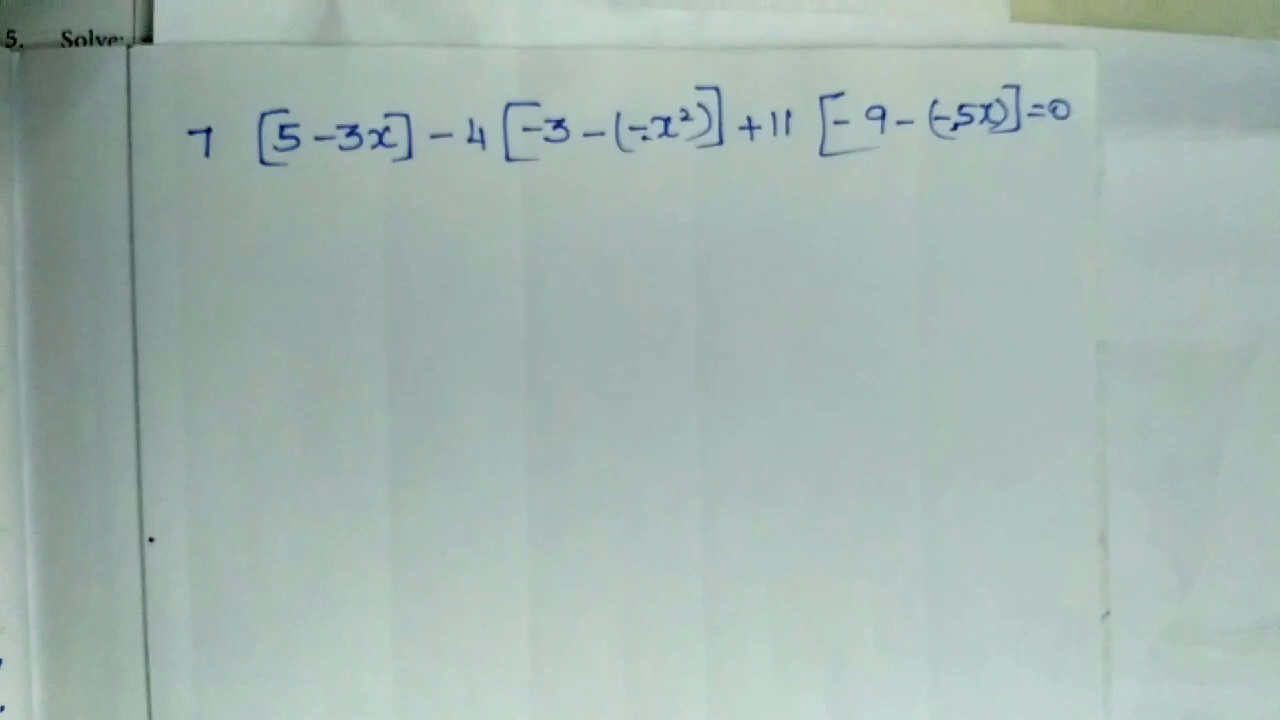 5. Solve:
7 [5-3x] - 4 [-3-(-x²)] + 11 [-9-(-5x)] = 0